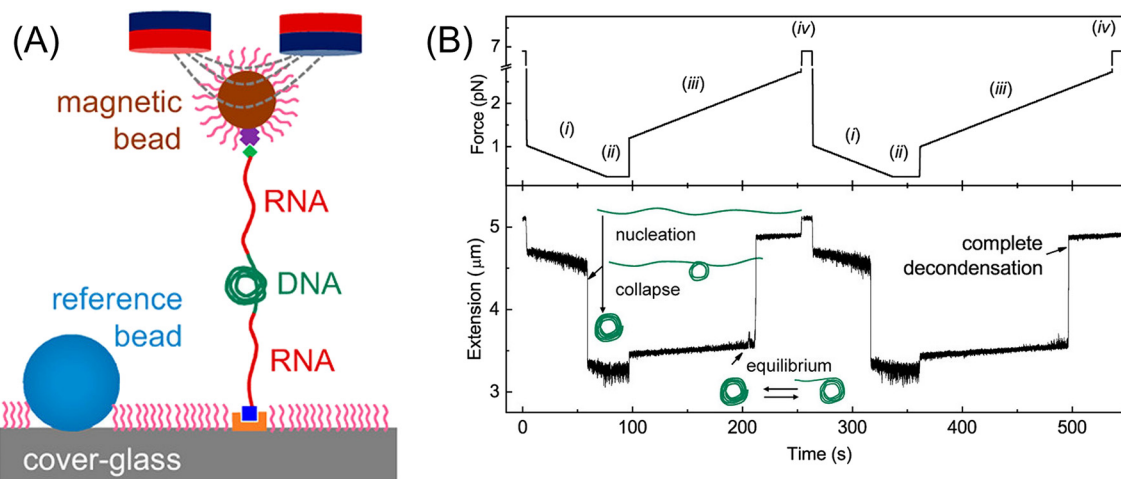 (A)
magnetic
bead
RNA
DNA
reference
bead
RNA
cover-glass
(B)
Force (pN)
7
2
1
(i)
(ii)
(iii)
(iv)
(i)
(ii)
(iii)
(iv)
Extension (μm)
5
4
3
nucleation
collapse
equilibrium
complete
decondensation
0
100
200
300
400
500
Time (s)